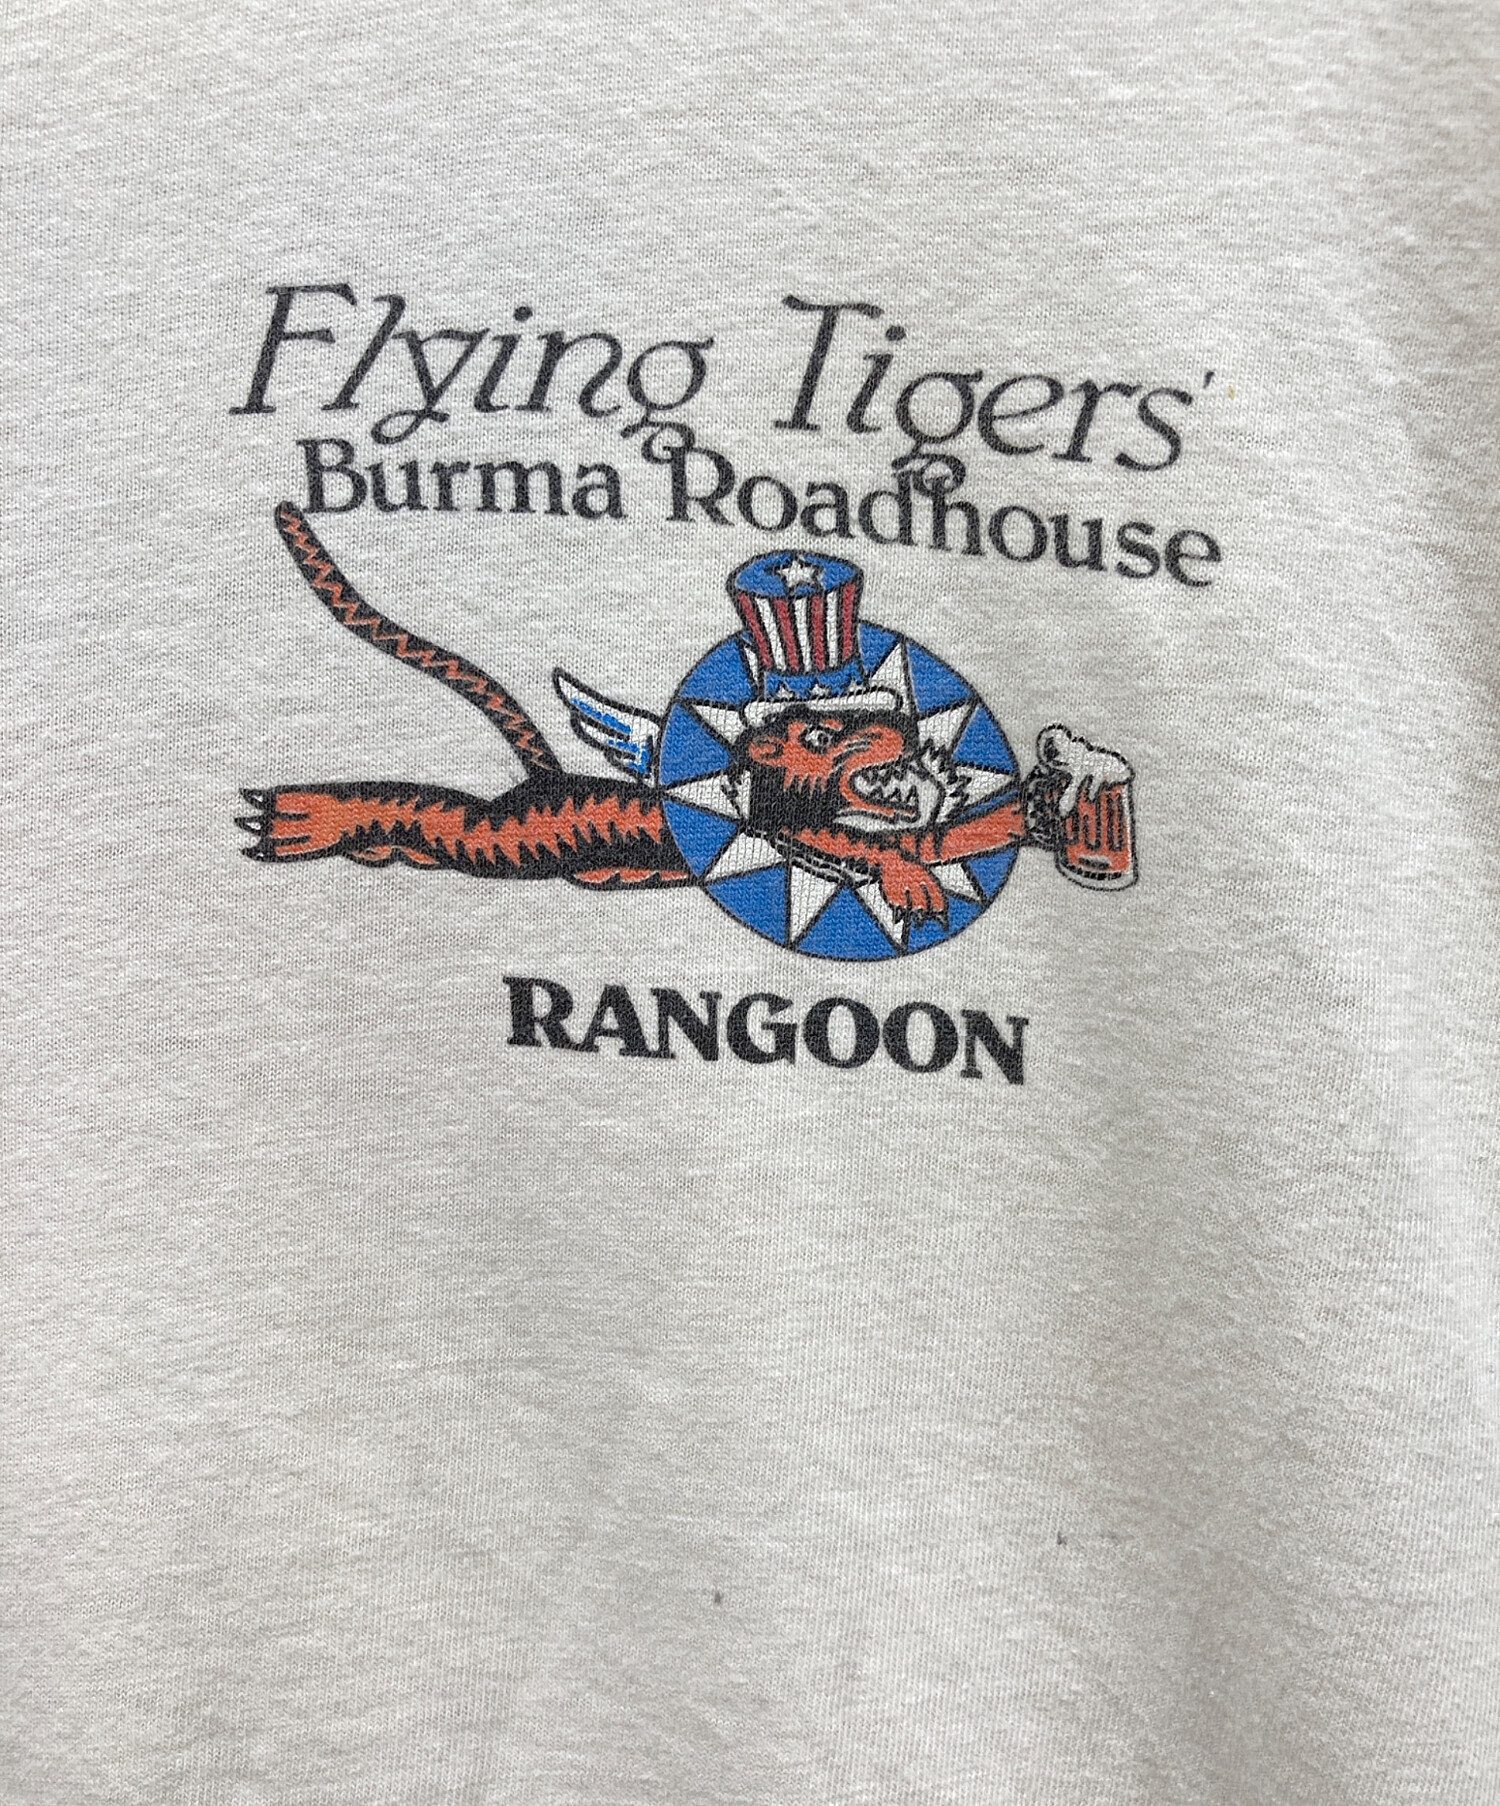 Flying Tigers'
Burma Roadhouse
RANGOON